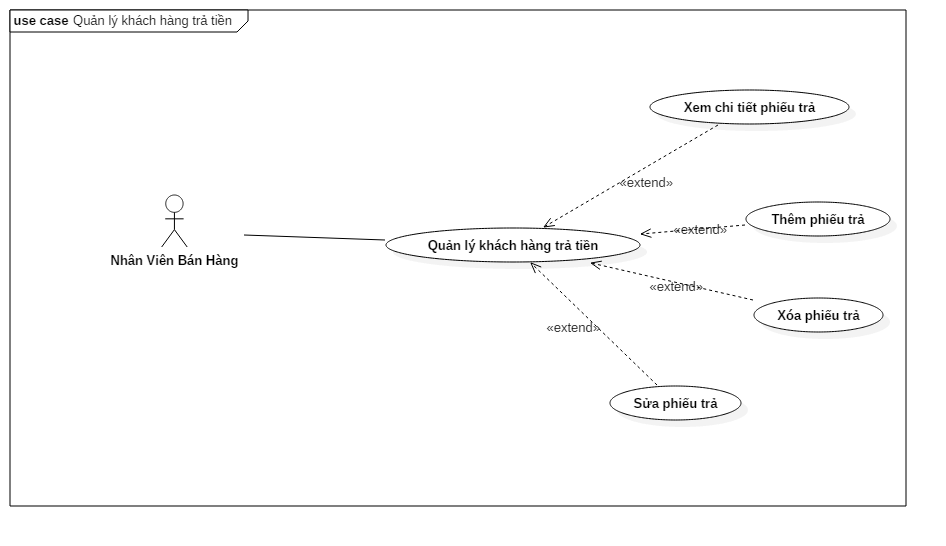 use case Quản lý khách hàng trả tiền
Xem chi tiết phiếu trả
«extend»
Thêm phiếu trả
«extend»
Quản lý khách hàng trả tiền
Nhân Viên Bán Hàng
«extend»
Xóa phiếu trả
«extend»
Sửa phiếu trả